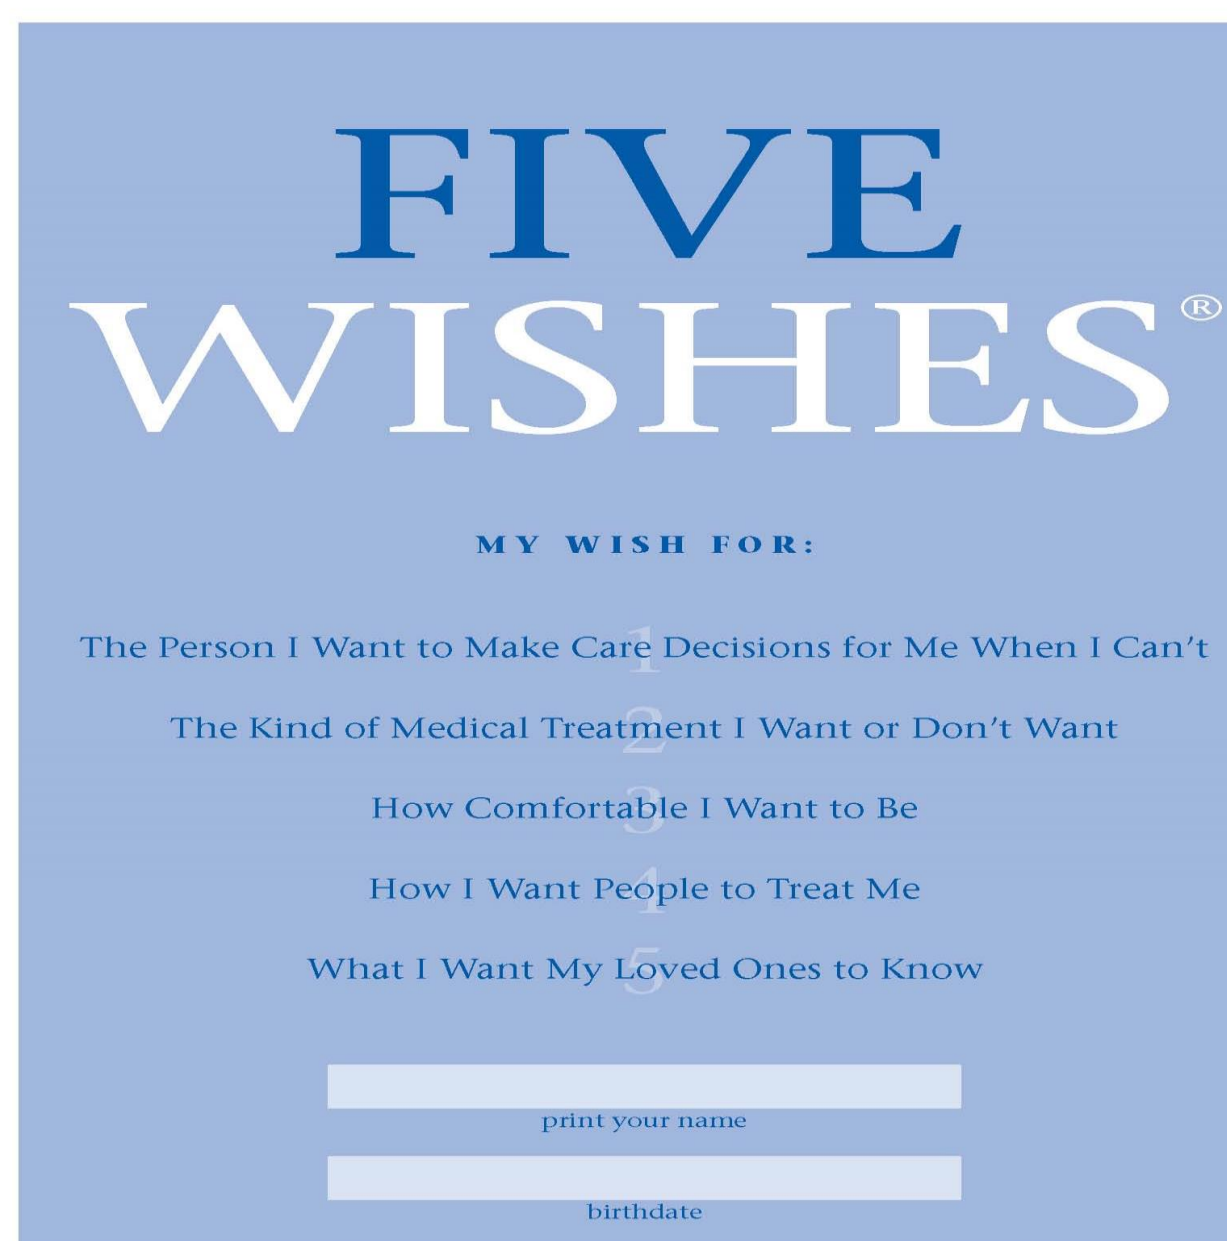 FIVE
WISHES®
MY WISH FOR:
1
The Person I Want to Make Care Decisions for Me When I Can't
2
The Kind of Medical Treatment I Want or Don't Want
3
How Comfortable I Want to Be
4
How I Want People to Treat Me
5
What I Want My Loved Ones to Know
print your name
birthdate